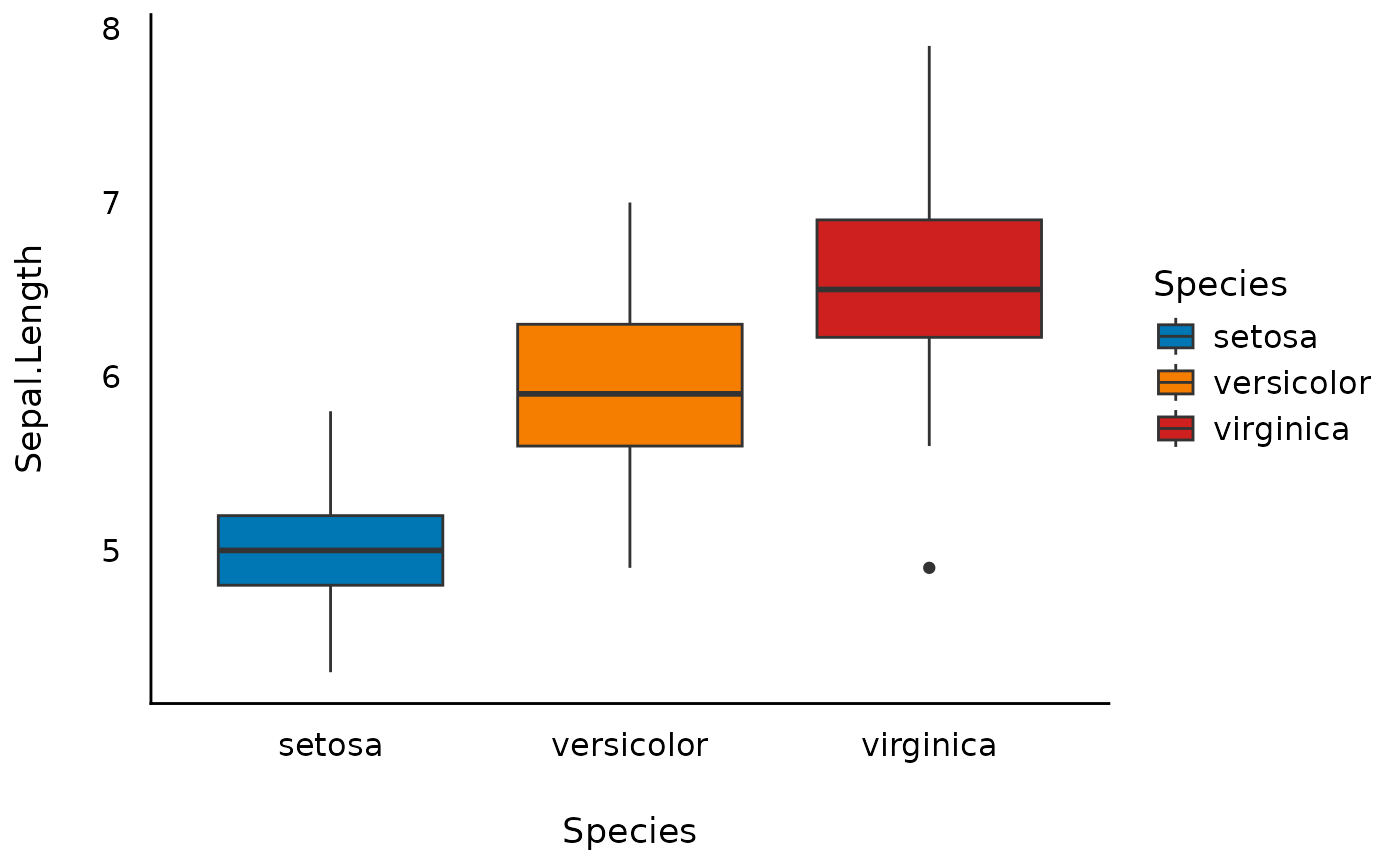 8
7
6
5
Sepal.Length
setosa
versicolor
virginica
Species
Species
setosa
versicolor
virginica